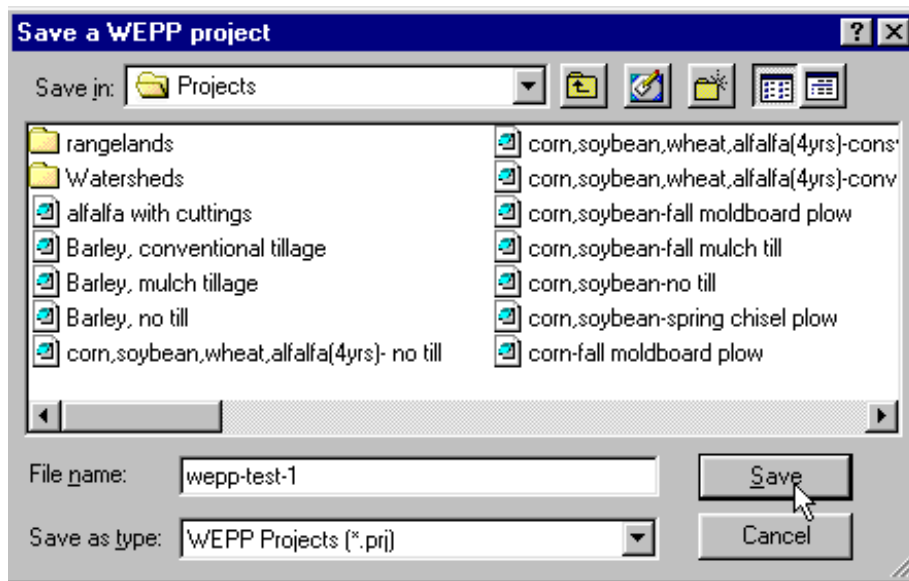 Save a WEPP project
Save in: Projects
rangelands
Watersheds
alfalfa with cuttings
Barley, conventional tillage
Barley, mulch tillage
Barley, no till
corn,soybean,wheat,alfalfa(4yrs)- no till
corn,soybean,wheat,alfalfa(4yrs)-cons
corn,soybean,wheat,alfalfa(4yrs)-conv
corn,soybean-fall moldboard plow
corn,soybean-fall mulch till
corn,soybean-no till
corn,soybean-spring chisel plow
corn-fall moldboard plow
File name: wepp-test-1
Save
Save as type: WEPP Projects (*.prj)
Cancel